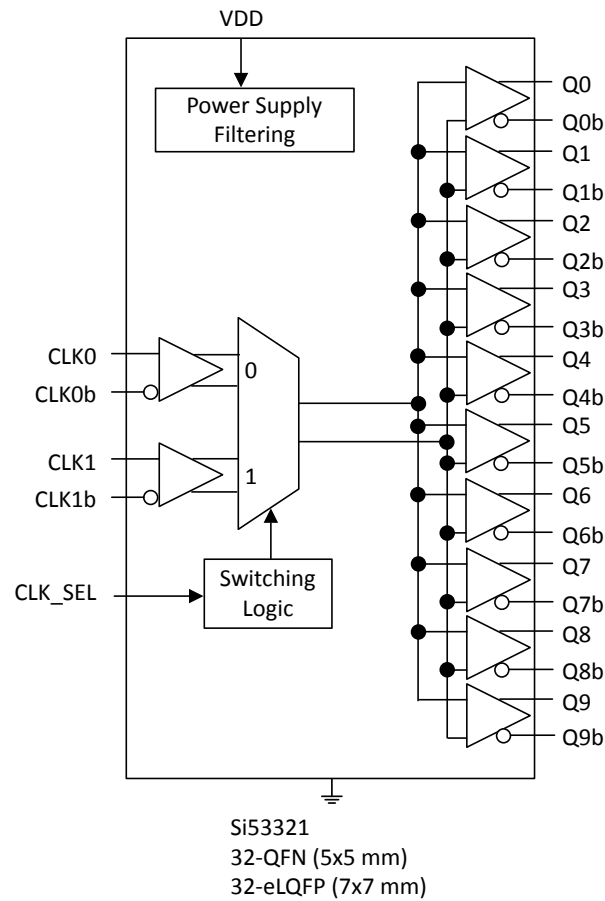 VDD
Power Supply
Filtering
CLK0
CLK0b
CLK1
CLK1b
0
1
CLK_SEL
Switching
Logic
Q0
Q0b
Q1
Q1b
Q2
Q2b
Q3
Q3b
Q4
Q4b
Q5
Q5b
Q6
Q6b
Q7
Q7b
Q8
Q8b
Q9
Q9b
Si53321
32-QFN (5x5 mm)
32-eLQFP (7x7 mm)